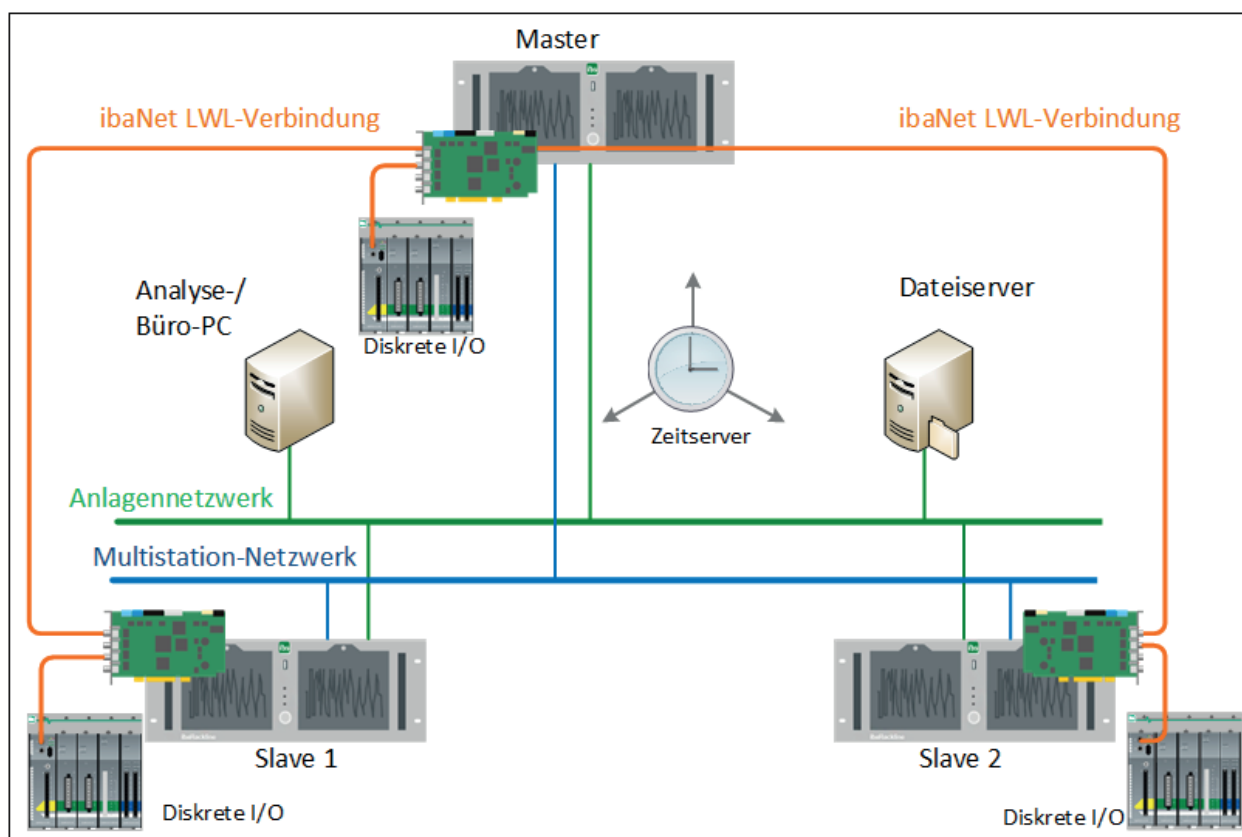 Master
ibaNet LWL-Verbindung
ibaNet LWL-Verbindung
Analyse-/
Büro-PC
Diskrete I/O
Dateiserver
Zeitserver
Anlagennetzwerk
Multistation-Netzwerk
Slave 1
Slave 2
Diskrete I/O
Diskrete I/O